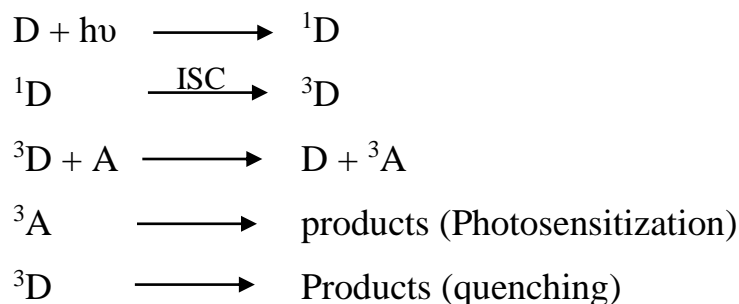 D + hυ ⟶ ¹D
¹D ⟶ISC ³D
³D + A ⟶ D + ³A
³A ⟶ products (Photosensitization)
³D ⟶ Products (quenching)